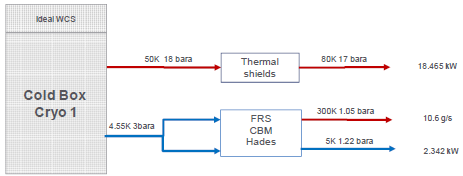 Ideal WCS
50K 18 bara
Thermal
shields
80K 17 bara
18.465 kW
Cold Box
Cryo 1
4.55K 3bara
FRS
CBM
Hades
300K 1.05 bara
10.6 g/s
5K 1.22 bara
2.342 kW